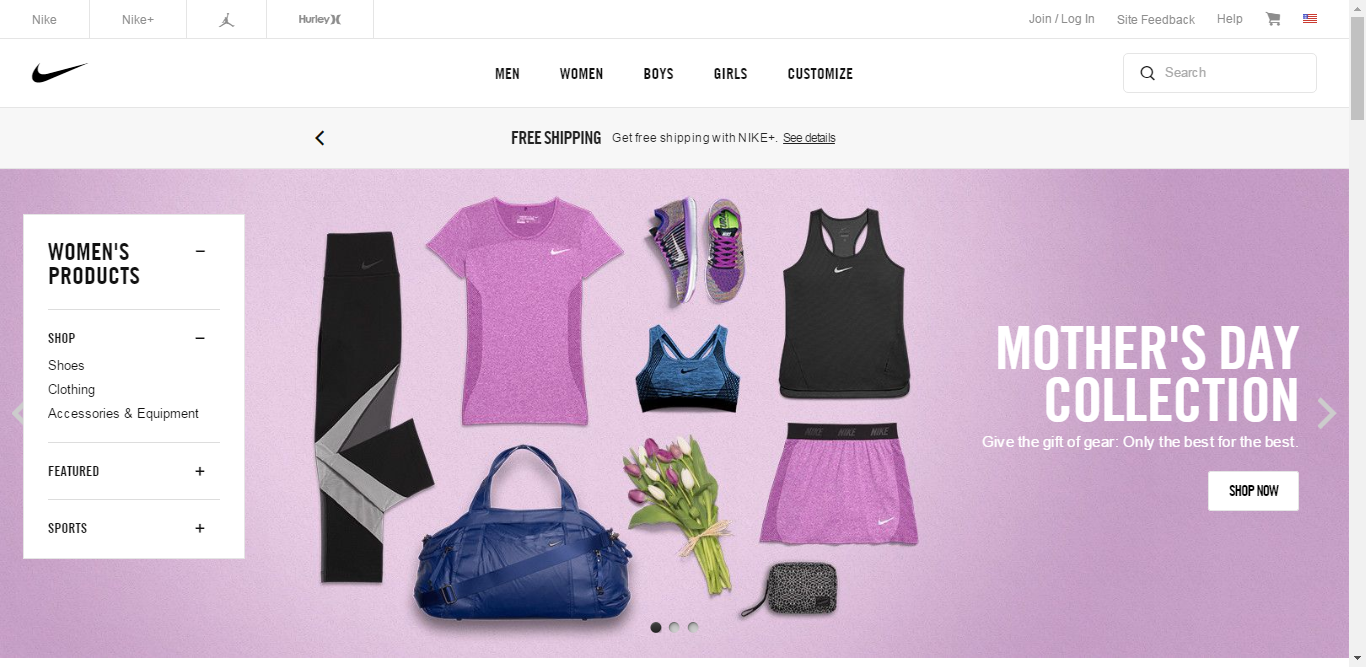 Nike
Nike+
Hurley
Join / Log In
Site Feedback
Help
MEN
WOMEN
BOYS
GIRLS
CUSTOMIZE
Search
FREE SHIPPING Get free shipping with NIKE+. See details
WOMEN'S
PRODUCTS
SHOP
Shoes
Clothing
Accessories & Equipment
FEATURED
SPORTS
NIKE NIKE NIKE
MOTHER'S DAY
COLLECTION
Give the gift of gear: Only the best for the best.
SHOP NOW